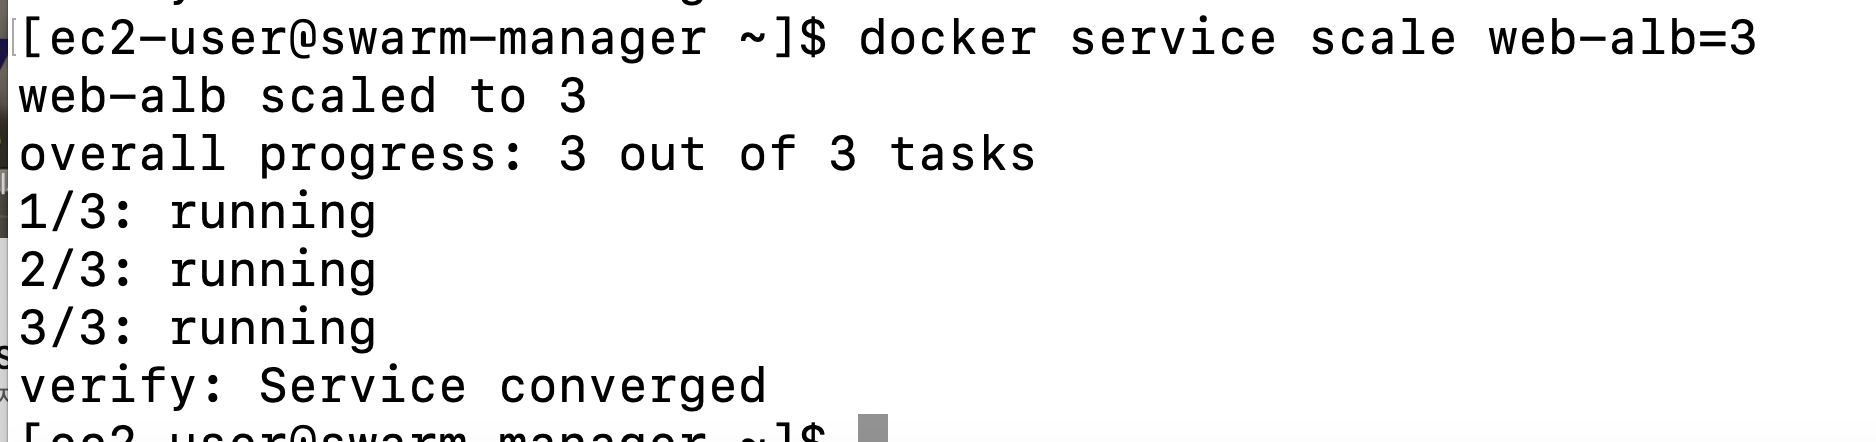 [ec2-user@swarm-manager ~]$ docker service scale web-alb=3
web-alb scaled to 3
overall progress: 3 out of 3 tasks
1/3: running
2/3: running
3/3: running
verify: Service converged
[ec2-user@swarm-manager ~]$